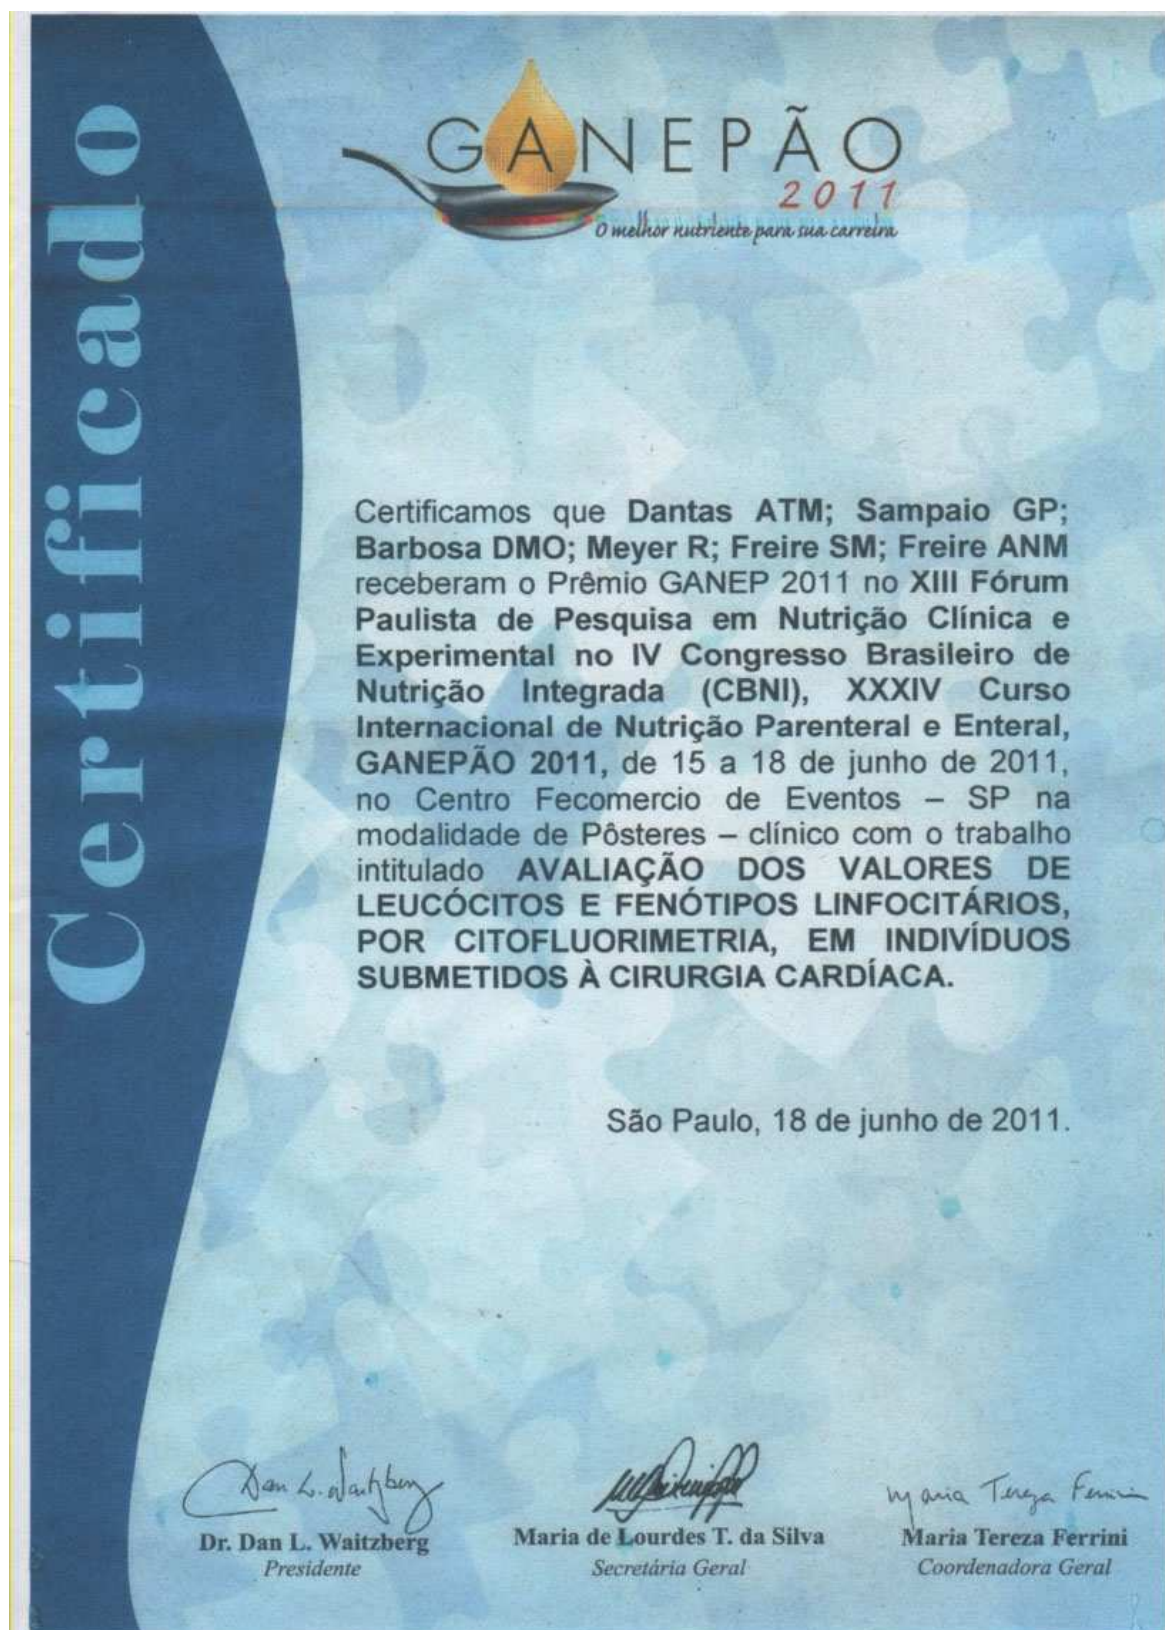 Certificado
GANEPÃO
2011
O melhor nutriente para sua carreira
Certificamos que Dantas ATM; Sampaio GP;
Barbosa DMO; Meyer R; Freire SM; Freire ANM
receberam o Prêmio GANEP 2011 no XIII Fórum
Paulista de Pesquisa em Nutrição Clínica e
Experimental no IV Congresso Brasileiro de
Nutrição Integrada (CBNI), XXXIV Curso
Internacional de Nutrição Parenteral e Enteral,
GANEPÃO 2011, de 15 a 18 de junho de 2011,
no Centro Fecomercio de Eventos – SP na
modalidade de Pôsteres – clínico com o trabalho
intitulado AVALIAÇÃO DOS VALORES DE
LEUCÓCITOS E FENÓTIPOS LINFOCITÁRIOS,
POR CITOFLUORIMETRIA, EM INDIVÍDUOS
SUBMETIDOS À CIRURGIA CARDÍACA.
São Paulo, 18 de junho de 2011.
Dan L. Waitzberg
Maria Tereza Ferrini
Dr. Dan L. Waitzberg
Presidente
Maria de Lourdes T. da Silva
Secretária Geral
Maria Tereza Ferrini
Coordenadora Geral